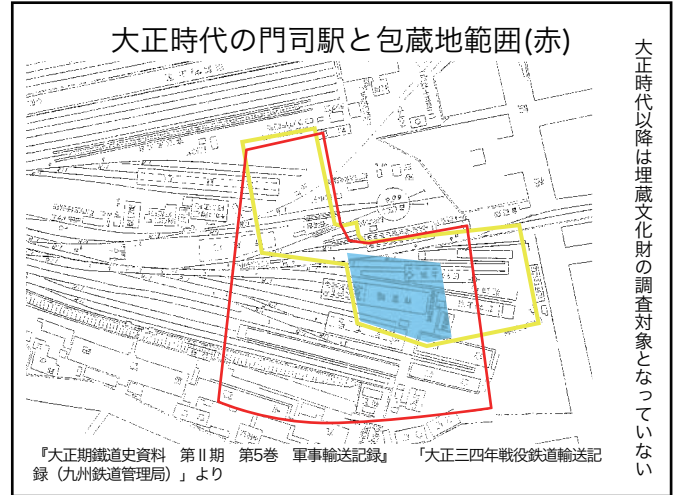 大正時代の門司駅と包蔵地範囲(赤)
大正時代以降は埋蔵文化財の調査対象となっていない
『大正期鐵道史資料　第Ⅱ期　第5巻　軍事輸送記録』　　「大正三四年戦役鉄道輸送記
録（九州鉄道管理局）」より